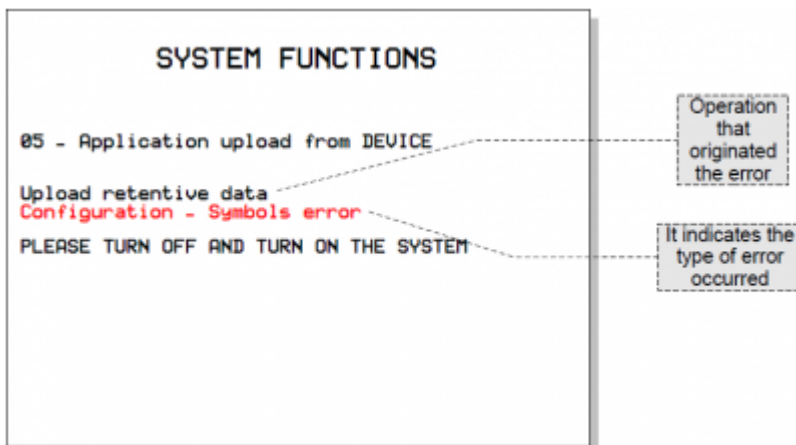 SYSTEM FUNCTIONS
05 - Application upload from DEVICE
Upload retentive data
Configuration - Symbols error
PLEASE TURN OFF AND TURN ON THE SYSTEM
Operation
that
originated
the error
It indicates the
type of error
occurred